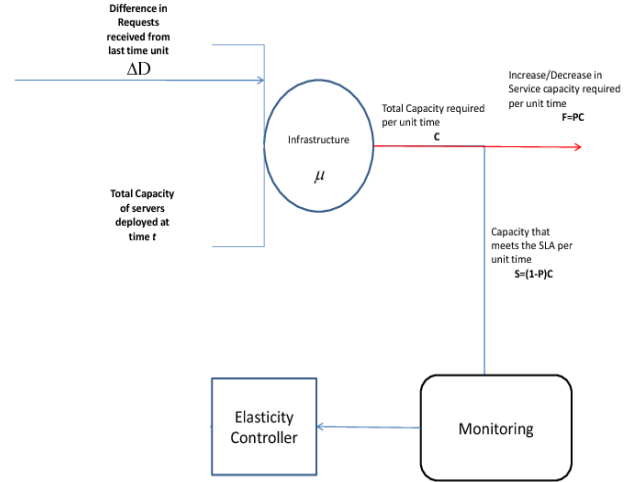 Difference in
Requests
received from
last time unit
ΔD
Infrastructure
μ
Total Capacity required
per unit time
C
Increase/Decrease in
Service capacity required
per unit time
F=PC
Total Capacity
of servers
deployed at
time t
Capacity that
meets the SLA per
unit time
S=(1-P)C
Elasticity
Controller
Monitoring